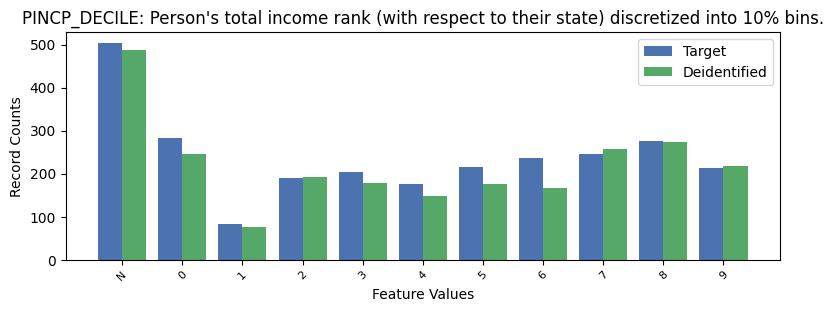 PINCP_DECILE: Person's total income rank (with respect to their state) discretized into 10% bins.
500
400
300
200
100
0
Record Counts
Target
Deidentified
N 0 1 2 3 4 5 6 7 8 9
Feature Values